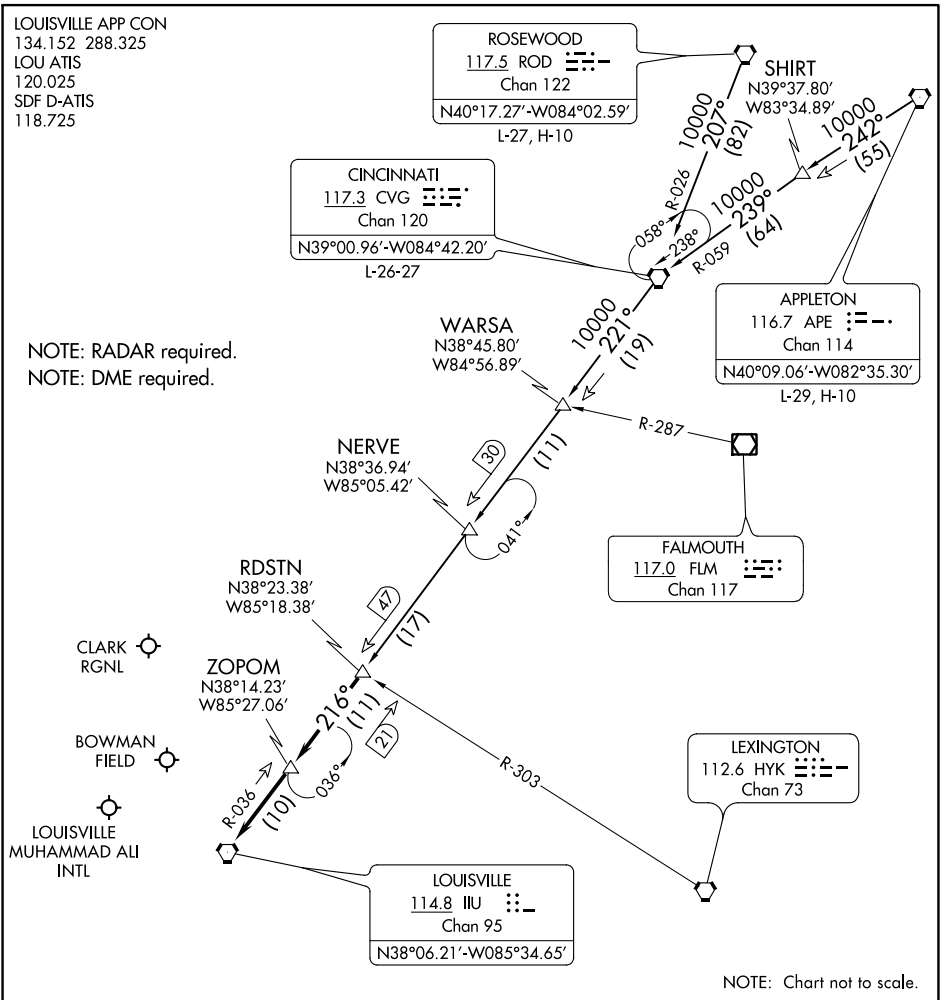 LOUISVILLE APP CON
134.152 288.325
LOU ATIS
120.025
SDF D-ATIS
118.725
ROSEWOOD
117.5 ROD
Chan 122
N40°17.27'-W084°02.59'
L-27, H-10
SHIRT
N39°37.80'
W83°34.89'
10000
242°
(55)
10000
207°
(82)
R-026
10000
239°
(64)
R-059
058°
238°
CINCINNATI
117.3 CVG
Chan 120
N39°00.96'-W084°42.20'
L-26-27
APPLETON
116.7 APE
Chan 114
N40°09.06'-W082°35.30'
L-29, H-10
10000
221°
(19)
NOTE: RADAR required.
NOTE: DME required.
WARSA
N38°45.80'
W84°56.89'
R-287
(11)
30
NERVE
N38°36.94'
W85°05.42'
041°
FALMOUTH
117.0 FLM
Chan 117
RDSTN
N38°23.38'
W85°18.38'
47
(17)
CLARK
RGNL
ZOPOM
N38°14.23'
W85°27.06'
216°
(11)
21
036°
R-303
BOWMAN
FIELD
R-036
(10)
LEXINGTON
112.6 HYK
Chan 73
LOUISVILLE
MUHAMMAD ALI
INTL
LOUISVILLE
114.8 IIU
Chan 95
N38°06.21'-W085°34.65'
NOTE: Chart not to scale.